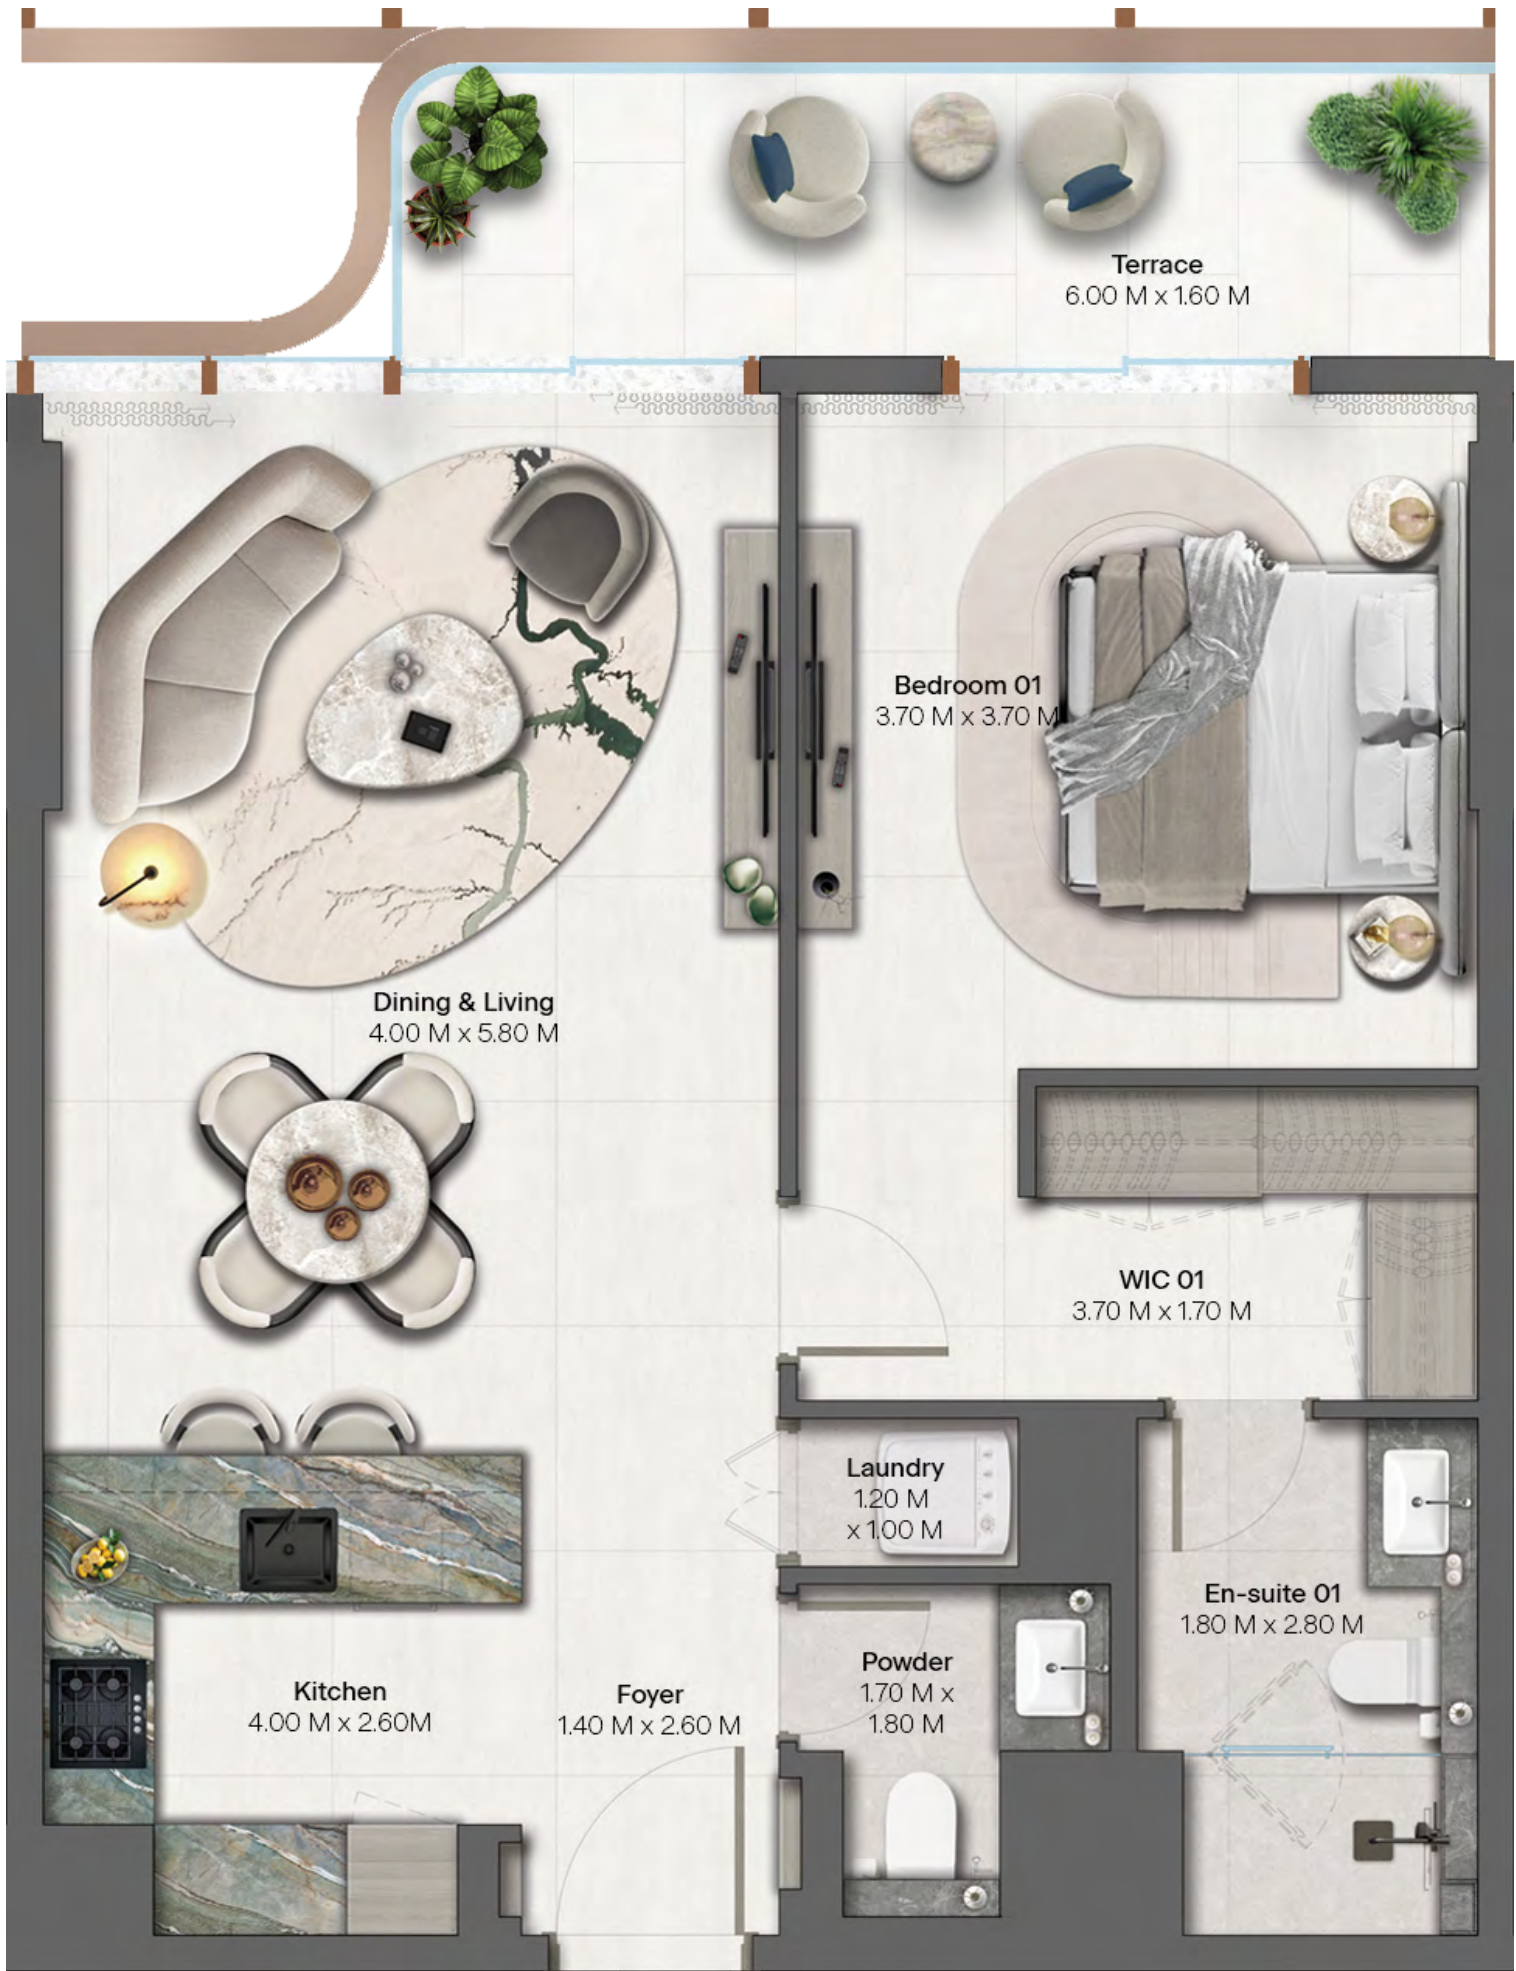 Terrace
6.00 M x 1.60 M
Bedroom 01
3.70 M x 3.70 M
Dining & Living
4.00 M x 5.80 M
WIC 01
3.70 M x 1.70 M
Laundry
1.20 M
x 1.00 M
En-suite 01
1.80 M x 2.80 M
Powder
1.70 M x
1.80 M
Kitchen
4.00 M x 2.60M
Foyer
1.40 M x 2.60 M